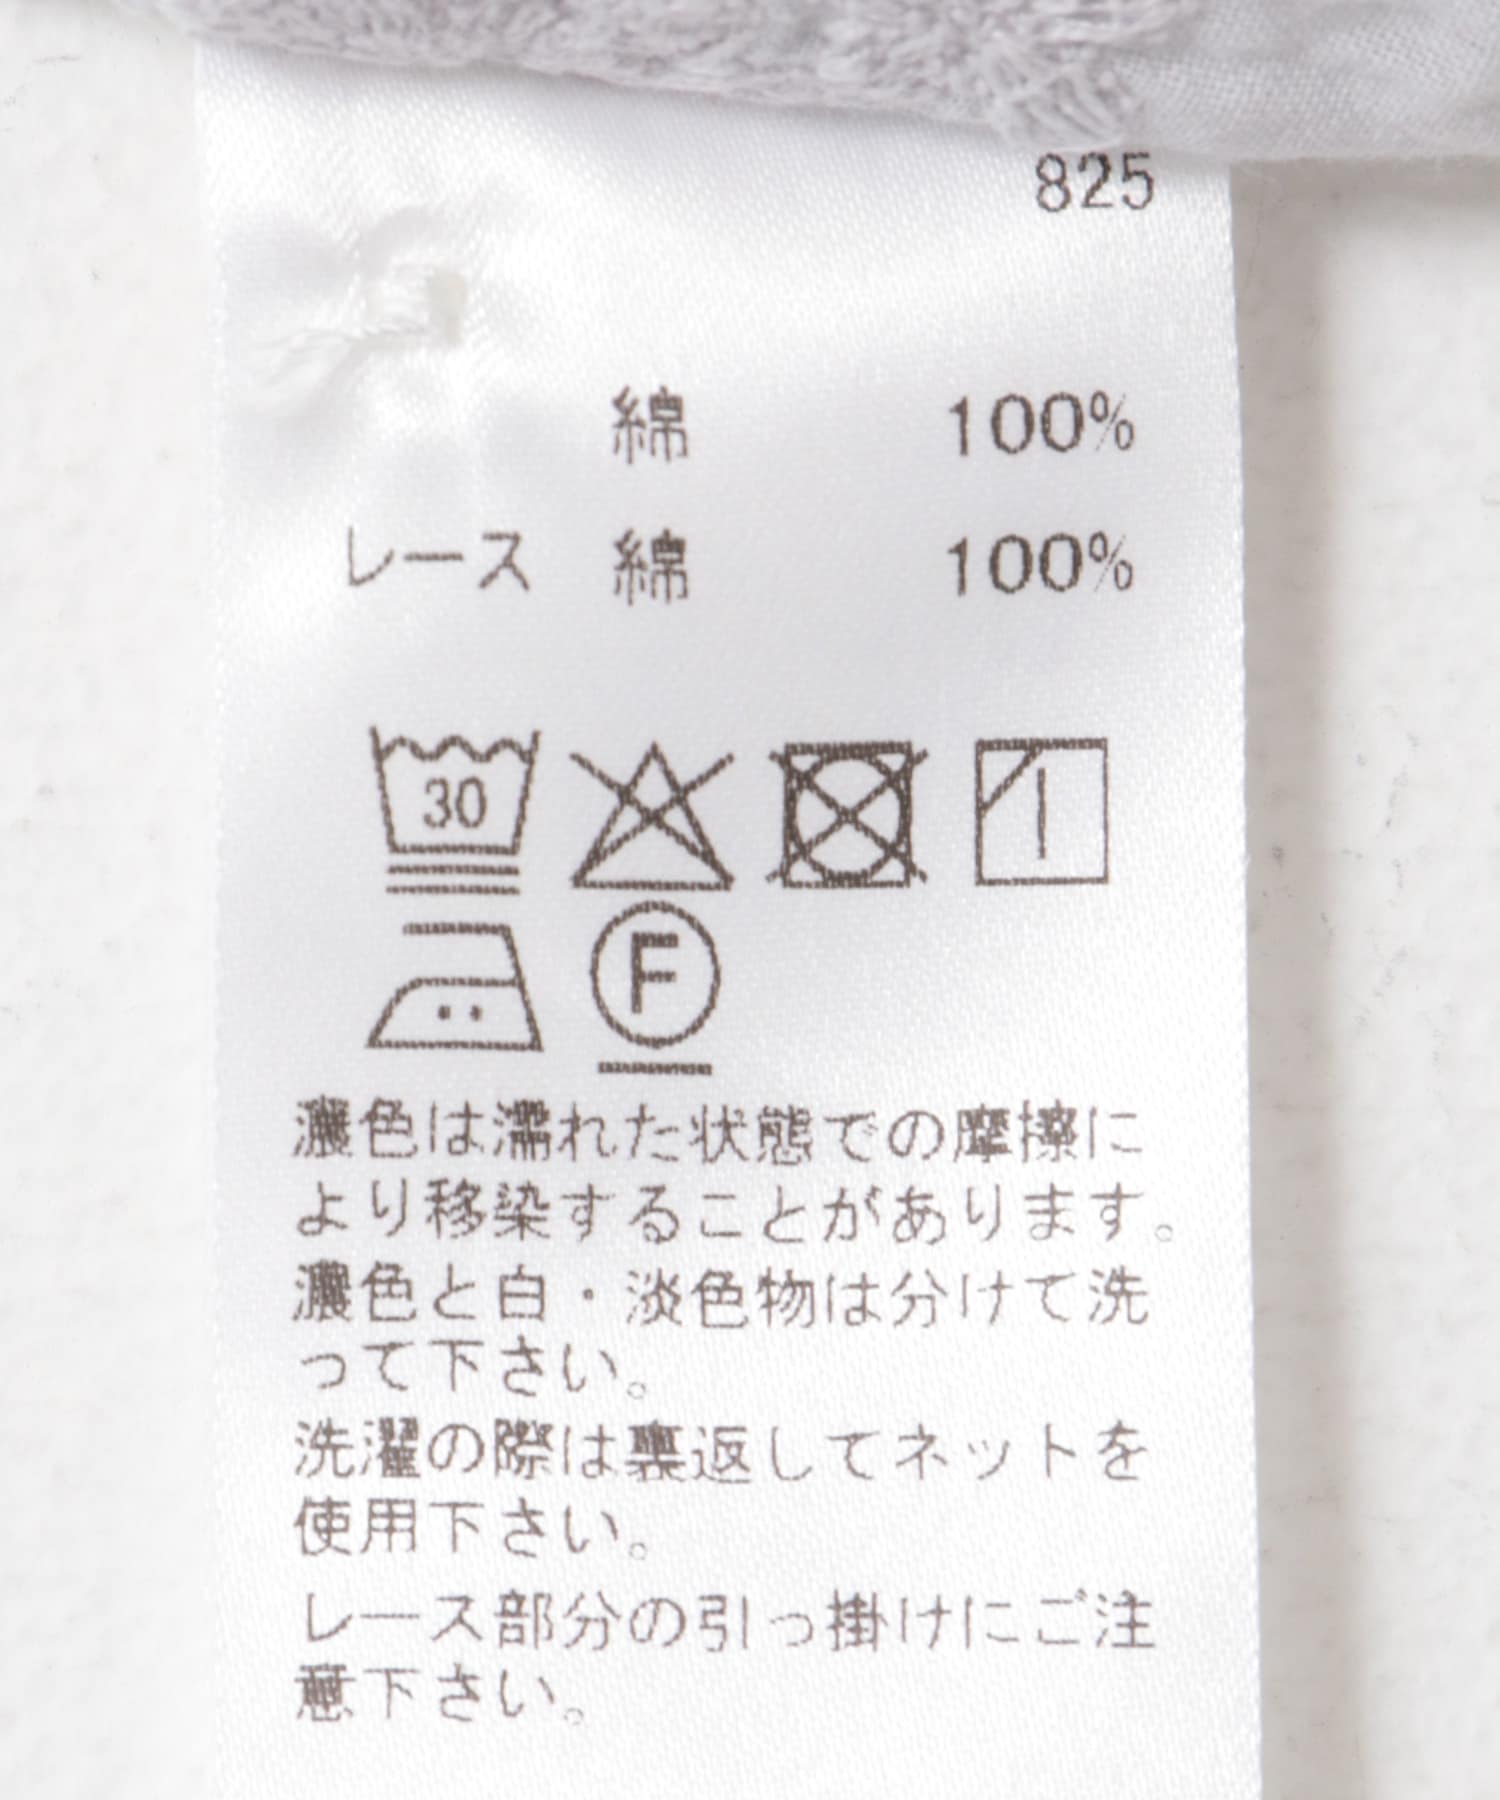 825
綿 100%
レース 綿 100%
30
F
濃色は濡れた状態での摩擦に
より移染することがあります。
濃色と白・淡色物は分けて洗
って下さい。
洗濯の際は裏返してネットを
使用下さい。
レース部分の引っ掛けにご注
意下さい。